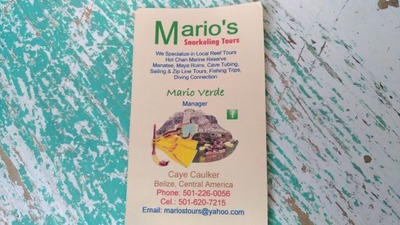 Mario's
Snorkeling Tours
We Specialize in Local Reef Tours
Hot Chan Marine Reserve
Manatee, Maya Ruins, Cave Tubing,
Sailing & Zip Line Tours, Fishing Trips,
Diving Connection
Mario Verde
Manager
f
Caye Caulker
Belize, Central America
Phone: 501-226-0056
Cel.: 501-620-7215
Email: mariostours@yahoo.com